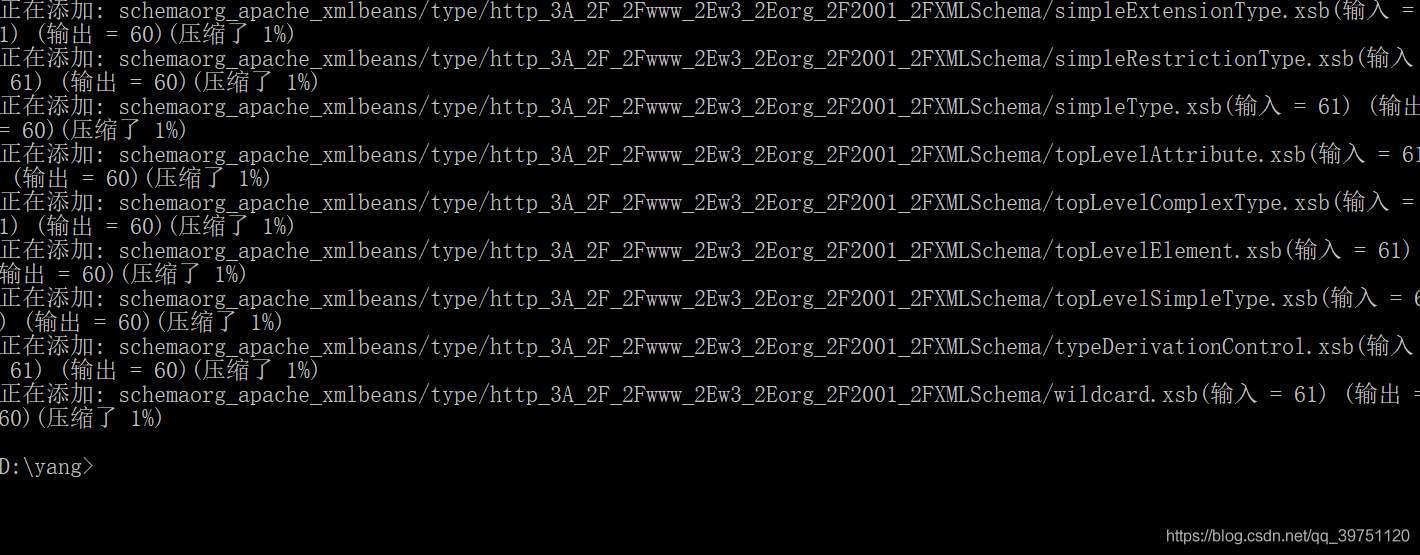 正在添加: schemaorg_apache_xmlbeans/type/http_3A_2F_2Fwww_2Ew3_2Eorg_2F2001_2FXMLSchema/simpleExtensionType.xsb(输入 =
1) (输出 = 60)(压缩了 1%)
正在添加: schemaorg_apache_xmlbeans/type/http_3A_2F_2Fwww_2Ew3_2Eorg_2F2001_2FXMLSchema/simpleRestrictionType.xsb(输入
61) (输出 = 60)(压缩了 1%)
正在添加: schemaorg_apache_xmlbeans/type/http_3A_2F_2Fwww_2Ew3_2Eorg_2F2001_2FXMLSchema/simpleType.xsb(输入 = 61) (输出
= 60)(压缩了 1%)
正在添加: schemaorg_apache_xmlbeans/type/http_3A_2F_2Fwww_2Ew3_2Eorg_2F2001_2FXMLSchema/topLevelAttribute.xsb(输入 = 61
(输出 = 60)(压缩了 1%)
正在添加: schemaorg_apache_xmlbeans/type/http_3A_2F_2Fwww_2Ew3_2Eorg_2F2001_2FXMLSchema/topLevelComplexType.xsb(输入 =
1) (输出 = 60)(压缩了 1%)
正在添加: schemaorg_apache_xmlbeans/type/http_3A_2F_2Fwww_2Ew3_2Eorg_2F2001_2FXMLSchema/topLevelElement.xsb(输入 = 61)
输出 = 60)(压缩了 1%)
正在添加: schemaorg_apache_xmlbeans/type/http_3A_2F_2Fwww_2Ew3_2Eorg_2F2001_2FXMLSchema/topLevelSimpleType.xsb(输入 = 6
) (输出 = 60)(压缩了 1%)
正在添加: schemaorg_apache_xmlbeans/type/http_3A_2F_2Fwww_2Ew3_2Eorg_2F2001_2FXMLSchema/typeDerivationControl.xsb(输入
61) (输出 = 60)(压缩了 1%)
正在添加: schemaorg_apache_xmlbeans/type/http_3A_2F_2Fwww_2Ew3_2Eorg_2F2001_2FXMLSchema/wildcard.xsb(输入 = 61) (输出 =
60)(压缩了 1%)
D:\yang>
https://blog.csdn.net/qq_39751120